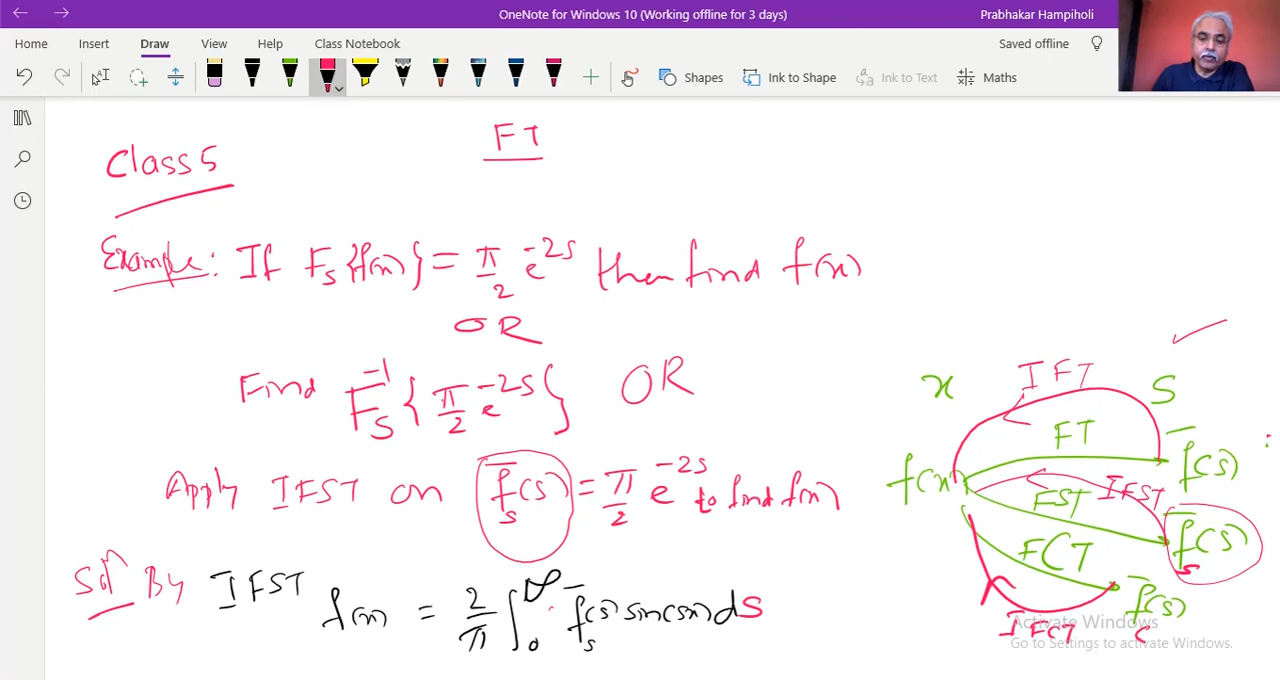 OneNote for Windows 10 (Working offline for 3 days)
Prabhakar Hampiholi
Home Insert Draw View Help Class Notebook Saved offline
Shapes Ink to Shape Ink to Text Maths
FT
Class 5
Example: If Fₛ{f(x)} = π/2 e^(-2s) then find f(x)
OR
Find Fₛ⁻¹{π/2 e^(-2s)} OR
Apply IFST on f̄ₛ(s) = π/2 e^(-2s) to find f(x)
Solⁿ By IFST f(x) = 2/π ∫₀^∞ f̄ₛ(s) sin(sx) ds
x IFT S
FT
f(x) f̄(s)
FST IFST
f̄ₛ(s)
FCT
f̄c(s)
IFCT
Activate Windows
Go to Settings to activate Windows.